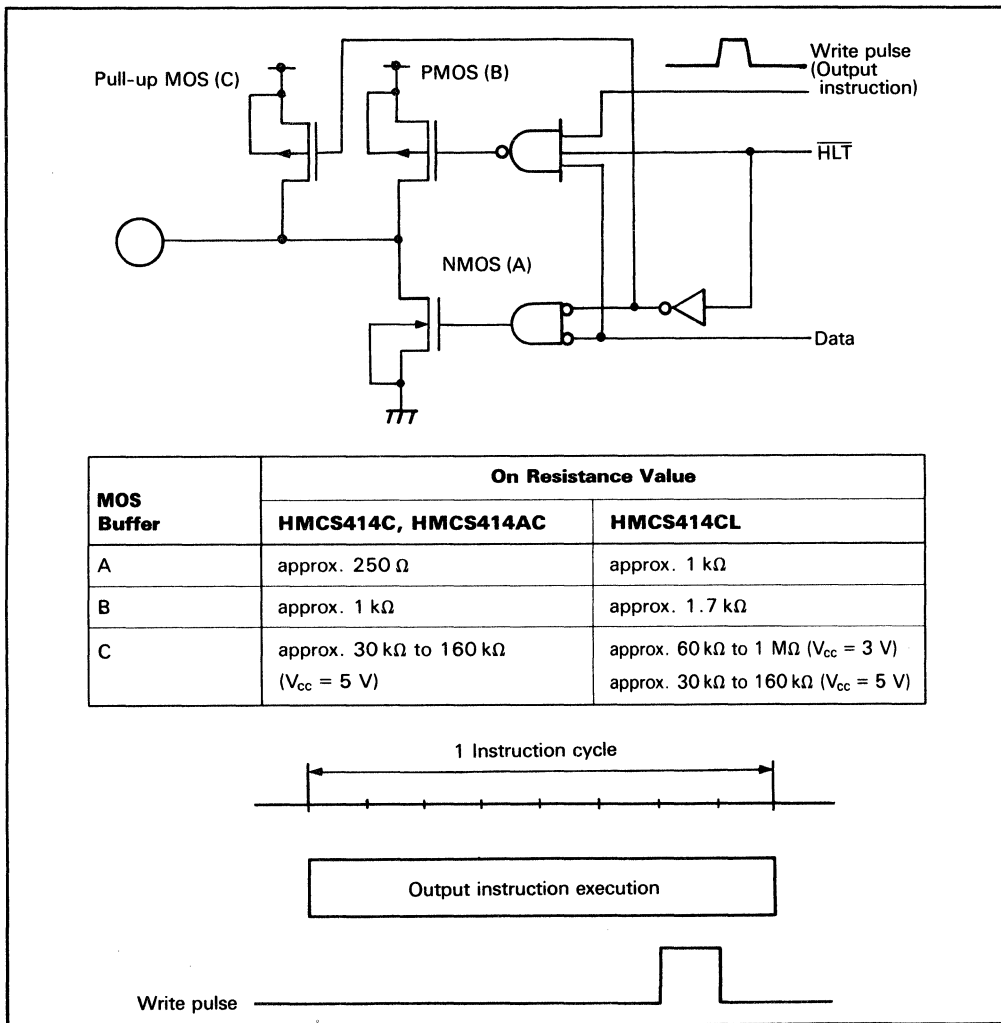 Pull-up MOS (C)
PMOS (B)
Write pulse
(Output
instruction)
H̅L̅T̅
NMOS (A)
Data
MOS
Buffer
On Resistance Value
HMCS414C, HMCS414AC
HMCS414CL
A
approx. 250 Ω
approx. 1 kΩ
B
approx. 1 kΩ
approx. 1.7 kΩ
C
approx. 30 kΩ to 160 kΩ
(Vcc = 5 V)
approx. 60 kΩ to 1 MΩ (Vcc = 3 V)
approx. 30 kΩ to 160 kΩ (Vcc = 5 V)
1 Instruction cycle
Output instruction execution
Write pulse